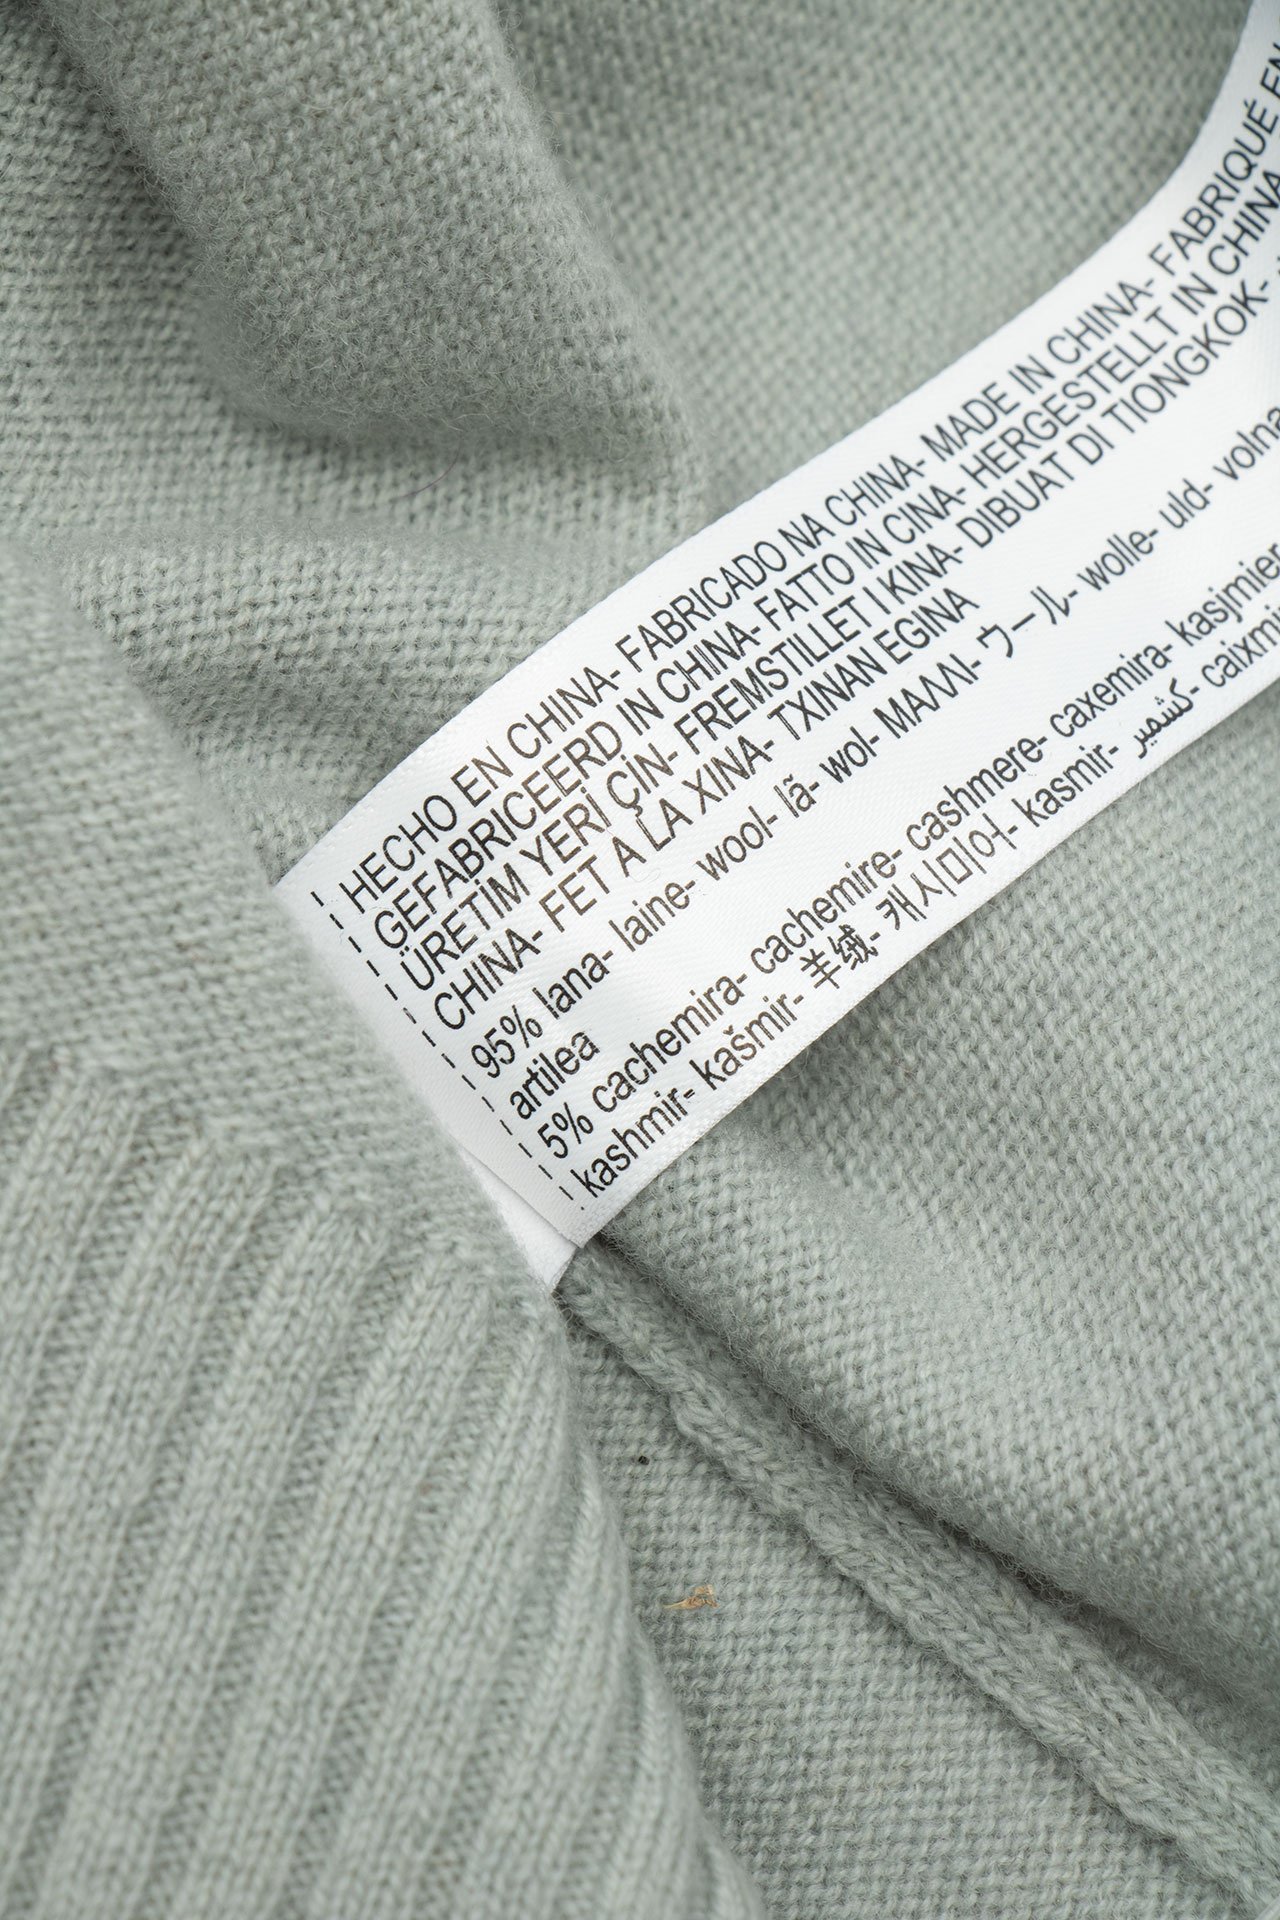 HECHO EN CHINA- FABRICADO NA CHINA- MADE IN CHINA- FABRIQUÉ EN
GEFABRICEERD IN CHINA- FATTO IN CINA- HERGESTELLT IN CHINA
ÜRETİM YERİ ÇİN- FREMSTILLET I KINA- DIBUAT DI TIONGKOK-
CHINA- FET A LA XINA- TXINAN EGINA
95% lana- laine- wool- lã- wol- ΜΑΛΛΙ- ウール- wolle- uld- volna
artilea
5% cachemira- cachemire- cashmere- caxemira- kasjmier
kashmir- kašmir- 羊绒- 캐시미어- kasmir- كشمير- caixmir